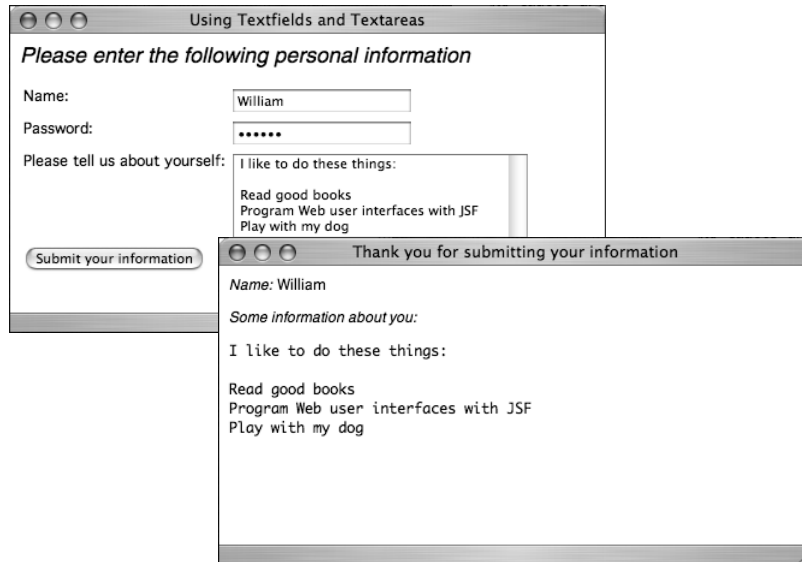 Using Textfields and Textareas
Please enter the following personal information
Name:
William
Password:
••••••
Please tell us about yourself:
I like to do these things:
Read good books
Program Web user interfaces with JSF
Play with my dog
Submit your information
Thank you for submitting your information
Name: William
Some information about you:
I like to do these things:
Read good books
Program Web user interfaces with JSF
Play with my dog